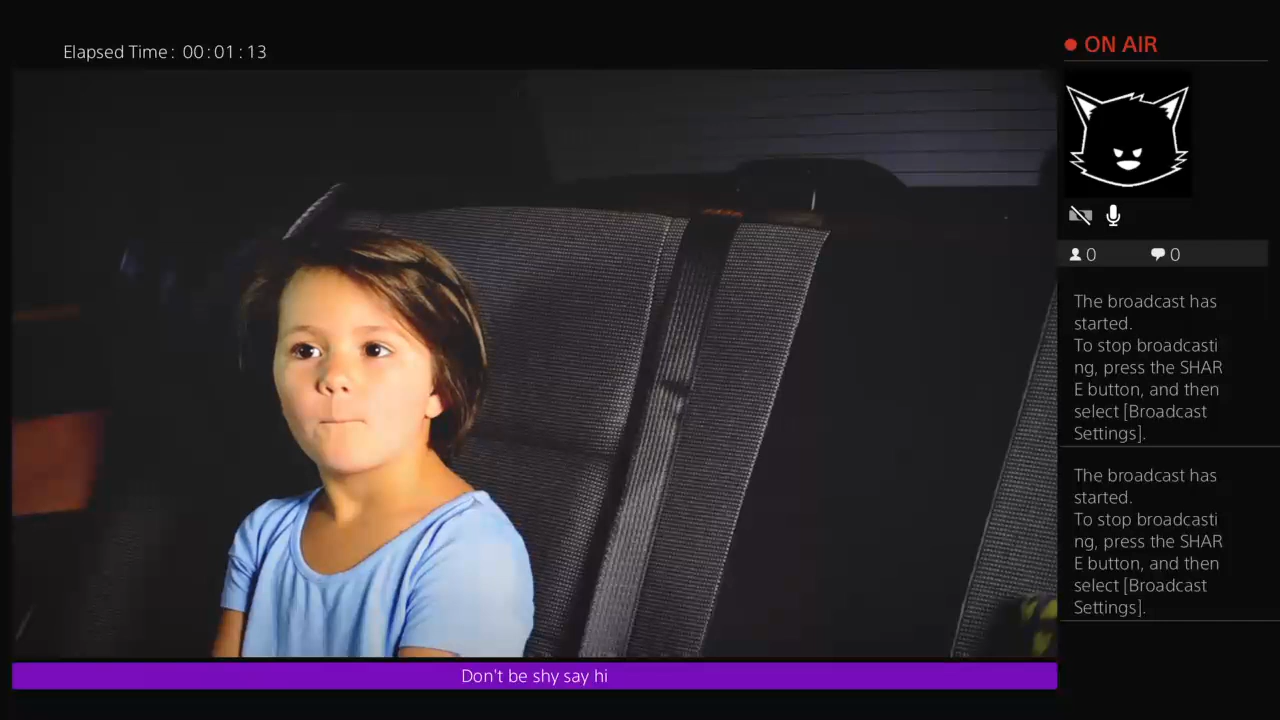 Elapsed Time: 00:01:13
ON AIR
0
0
The broadcast has
started.
To stop broadcasti
ng, press the SHAR
E button, and then
select [Broadcast
Settings].
The broadcast has
started.
To stop broadcasti
ng, press the SHAR
E button, and then
select [Broadcast
Settings].
Don't be shy say hi